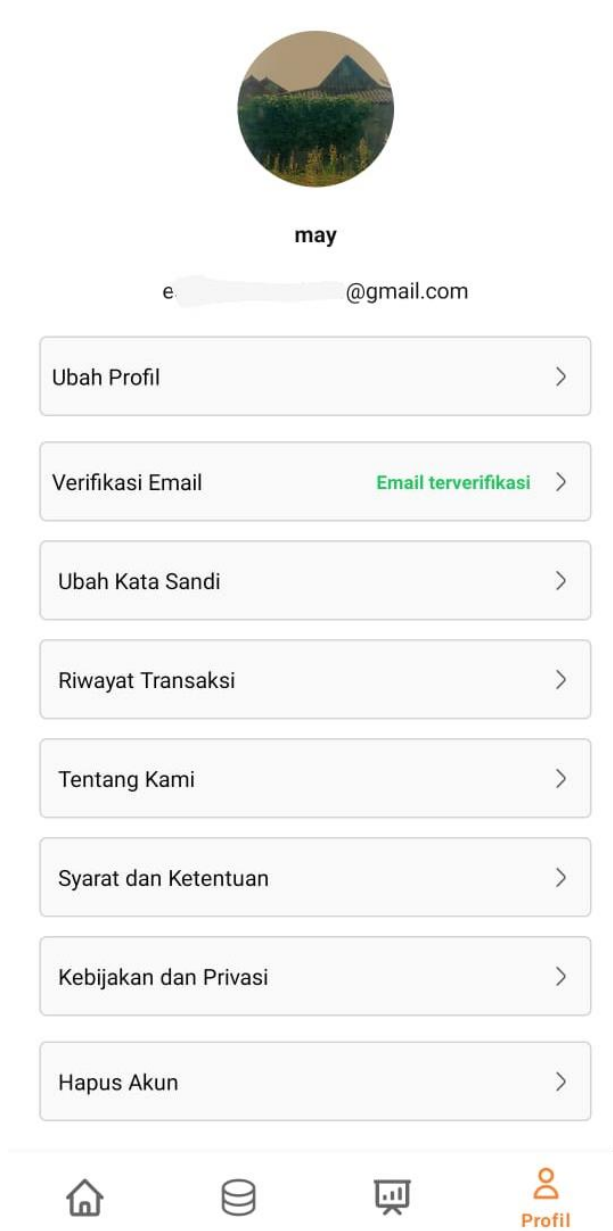 may
e @gmail.com
Ubah Profil
Verifikasi Email Email terverifikasi
Ubah Kata Sandi
Riwayat Transaksi
Tentang Kami
Syarat dan Ketentuan
Kebijakan dan Privasi
Hapus Akun
Profil